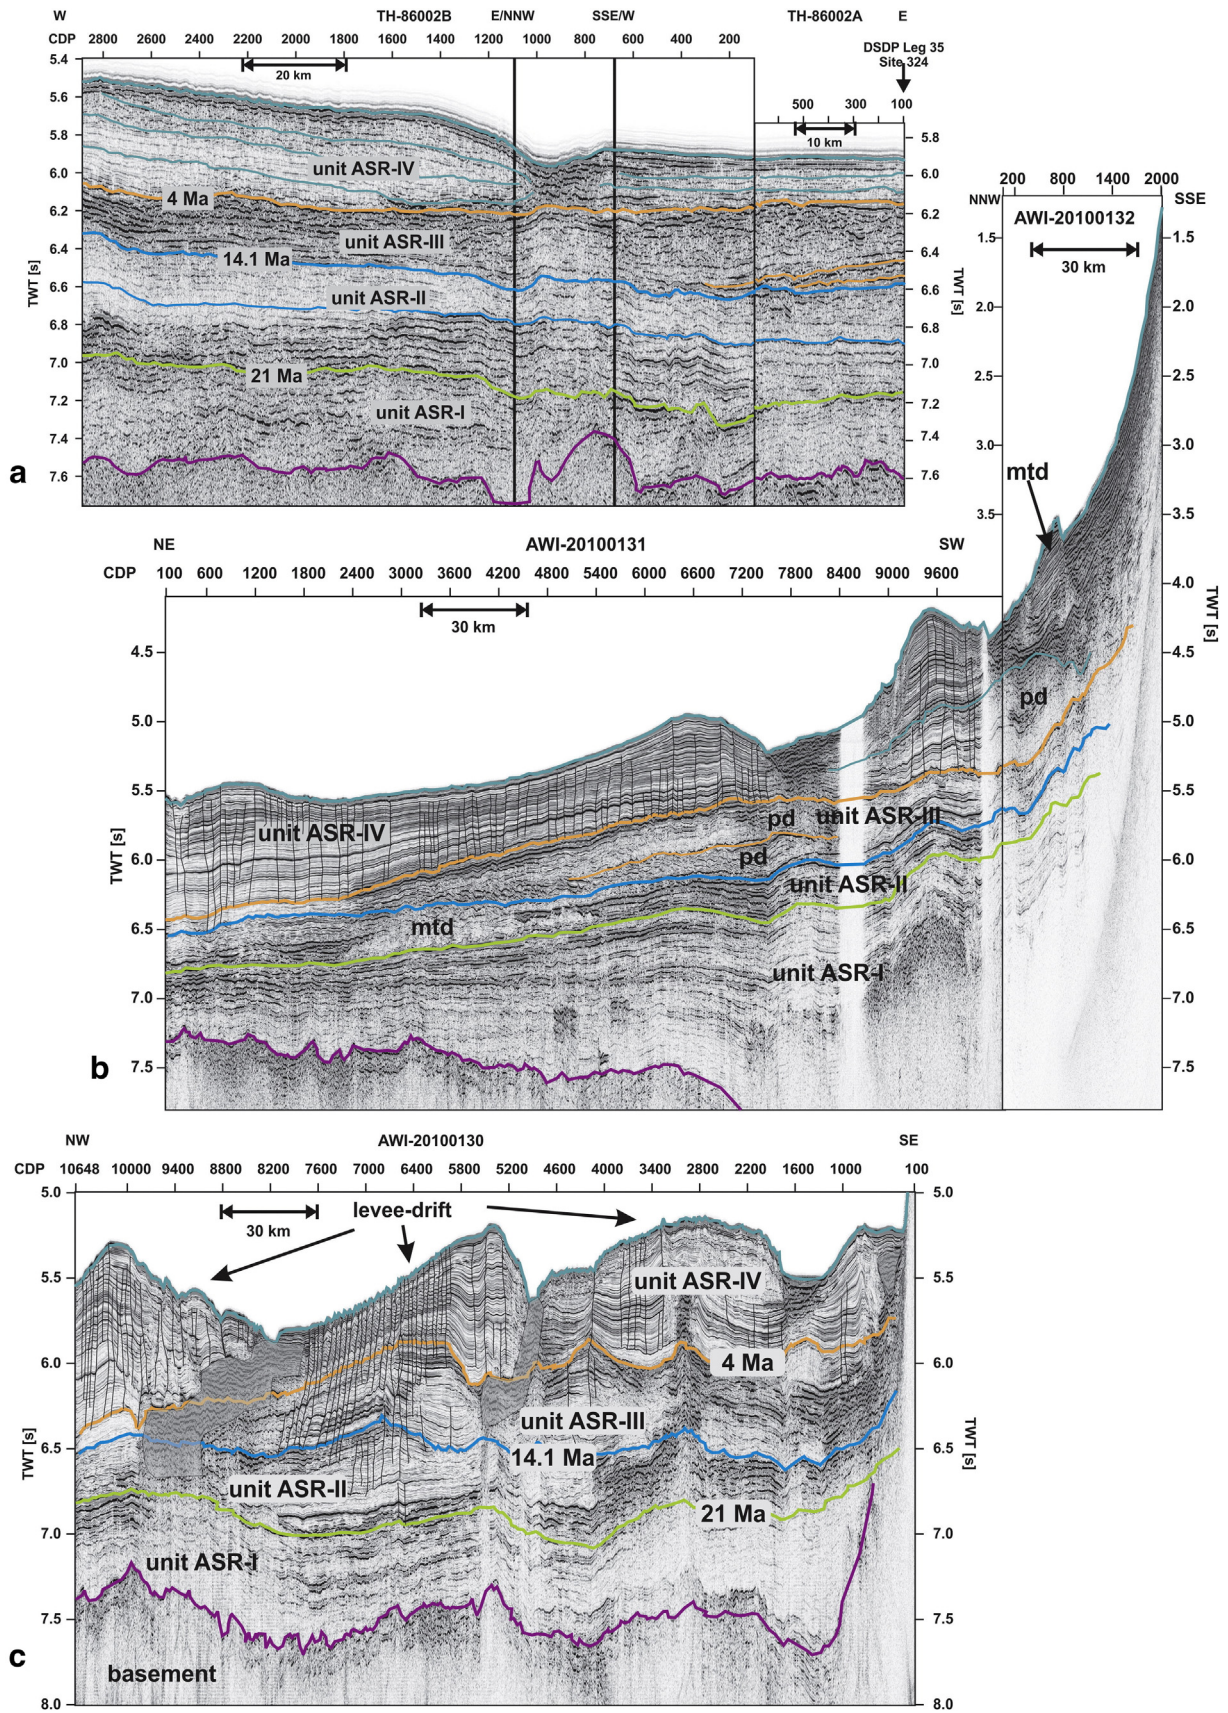 W TH-86002B E/NNW SSE/W TH-86002A E
CDP 2800 2600 2400 2200 2000 1800 1600 1400 1200 1000 800 600 400 200
DSDP Leg 35
Site 324
5.4
5.6
5.8
6.0
6.2
6.4
6.6
6.8
7.0
7.2
7.4
7.6
TWT [s]
20 km
500 300 100
10 km
unit ASR-IV
4 Ma
unit ASR-III
14.1 Ma
unit ASR-II
21 Ma
unit ASR-I
5.8
6.0
6.2
6.4
6.6
6.8
7.0
7.2
7.4
7.6
TWT [s]
a
200 800 1400 2000
NNW SSE
AWI-20100132
30 km
1.5
2.0
2.5
3.0
3.5
1.5
2.0
2.5
3.0
3.5
4.0
4.5
5.0
5.5
6.0
6.5
7.0
7.5
TWT [s]
mtd
pd
NE AWI-20100131 SW
CDP 100 600 1200 1800 2400 3000 3600 4200 4800 5400 6000 6600 7200 7800 8400 9000 9600
30 km
4.5
5.0
5.5
6.0
6.5
7.0
7.5
TWT [s]
unit ASR-IV
pd
unit ASR-III
pd
unit ASR-II
mtd
unit ASR-I
b
NW AWI-20100130 SE
CDP 10648 10000 9400 8800 8200 7600 7000 6400 5800 5200 4600 4000 3400 2800 2200 1600 1000 100
5.0
5.5
6.0
6.5
7.0
7.5
8.0
TWT [s]
30 km
levee-drift
unit ASR-IV
4 Ma
unit ASR-III
14.1 Ma
unit ASR-II
21 Ma
unit ASR-I
basement
5.0
5.5
6.0
6.5
7.0
7.5
8.0
TWT [s]
c